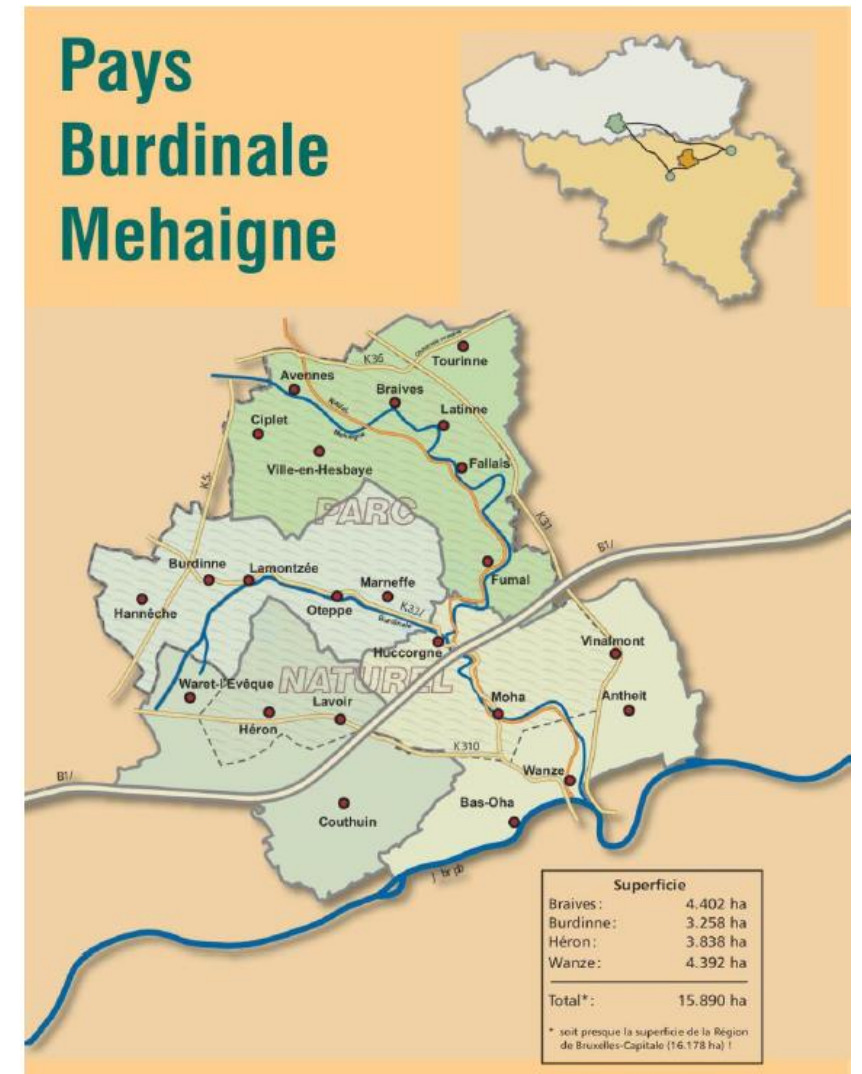 Pays
Burdinale
Mehaigne
K36
Tourinne
Avennes
Braives
Latinne
Ciplet
Ville-en-Hesbaye
Fallais
PARC
K31
B1/
Burdinne
Lamontzée
Marneffe
Fumal
Hannêche
Oteppe
Burdinale
Huccorgne
Vinalmont
Waret-l'Evêque
NATUREL
Lavoir
Moha
Antheit
Héron
K310
Wanze
B1/
Couthuin
Bas-Oha
Superficie
Braives: 4.402 ha
Burdinne: 3.258 ha
Héron: 3.838 ha
Wanze: 4.392 ha
Total*: 15.890 ha
* soit presque la superficie de la Région
de Bruxelles-Capitale (16.178 ha) !